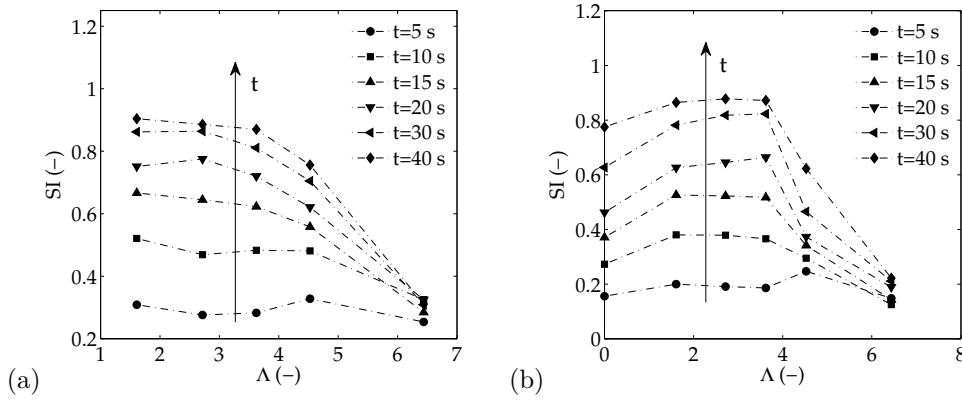 1.2
1
0.8
0.6
0.4
0.2
SI (–)
1 2 3 4 5 6 7
Λ (–)
t
t=5 s
t=10 s
t=15 s
t=20 s
t=30 s
t=40 s
(a)
1.2
1
0.8
0.6
0.4
0.2
0
SI (–)
0 2 4 6 8
Λ (–)
t
t=5 s
t=10 s
t=15 s
t=20 s
t=30 s
t=40 s
(b)